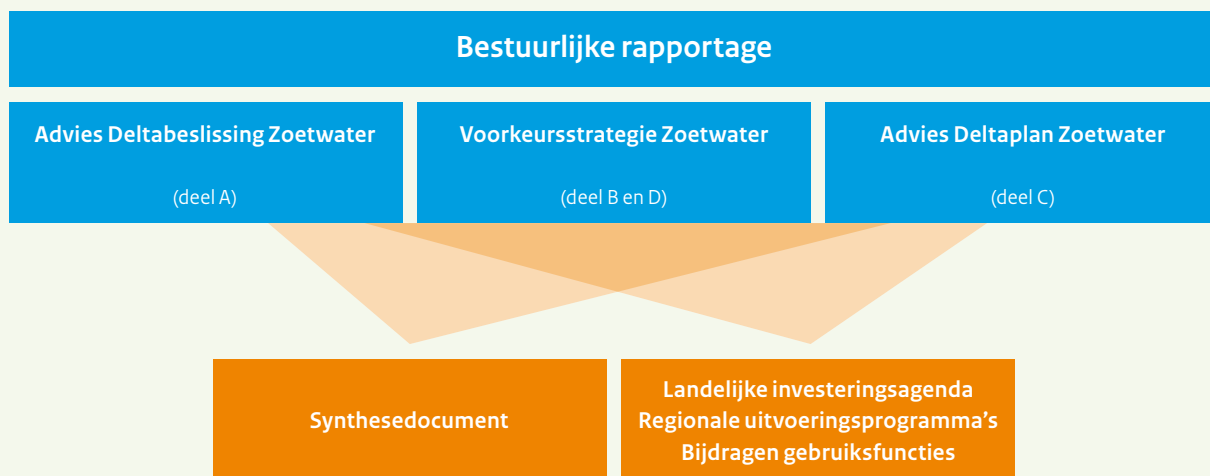 Bestuurlijke rapportage
Advies Deltabeslissing Zoetwater
(deel A)
Voorkeursstrategie Zoetwater
(deel B en D)
Advies Deltaplan Zoetwater
(deel C)
Synthesedocument
Landelijke investeringsagenda
Regionale uitvoeringsprogramma's
Bijdragen gebruiksfuncties